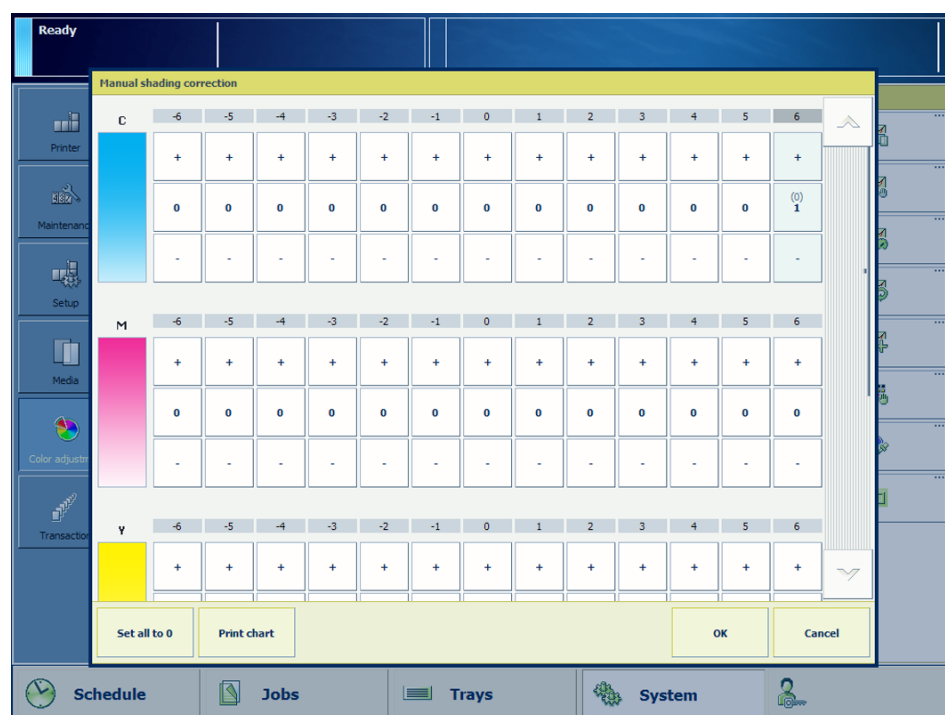 Ready
Manual shading correction
C -6 -5 -4 -3 -2 -1 0 1 2 3 4 5 6
+ + + + + + + + + + + + +
0 0 0 0 0 0 0 0 0 0 0 0 (0) 1
- - - - - - - - - - - - -
M -6 -5 -4 -3 -2 -1 0 1 2 3 4 5 6
+ + + + + + + + + + + + +
0 0 0 0 0 0 0 0 0 0 0 0 0
- - - - - - - - - - - - -
Y -6 -5 -4 -3 -2 -1 0 1 2 3 4 5 6
+ + + + + + + + + + + + +
Printer
Maintenanc
Setup
Media
Color adjustm
Transaction
Set all to 0 Print chart OK Cancel
Schedule Jobs Trays System